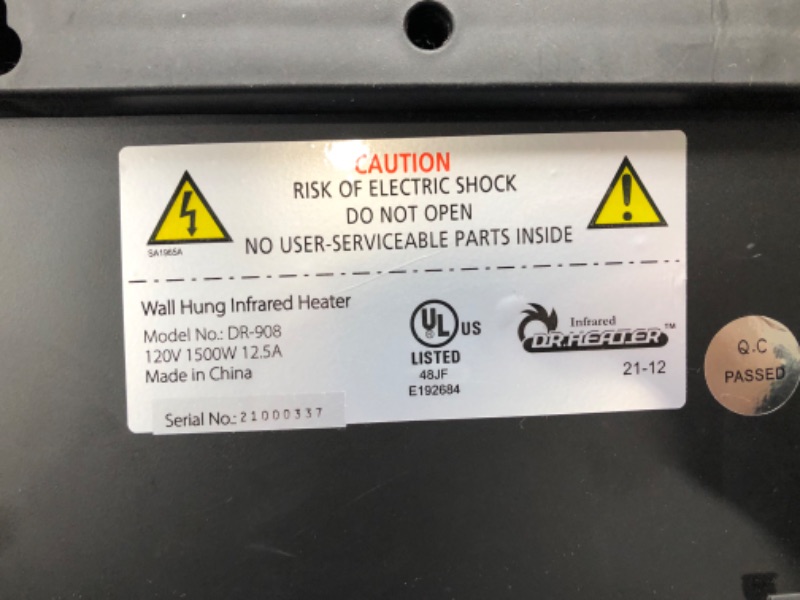 CAUTION
RISK OF ELECTRIC SHOCK
DO NOT OPEN
NO USER-SERVICEABLE PARTS INSIDE
SA1965A
Wall Hung Infrared Heater
Model No.: DR-908
120V 1500W 12.5A
Made in China
Serial No.: 21000337
UL US
LISTED
48JF
E192684
Infrared
DR.HEATER™
21-12
Q.C
PASSED